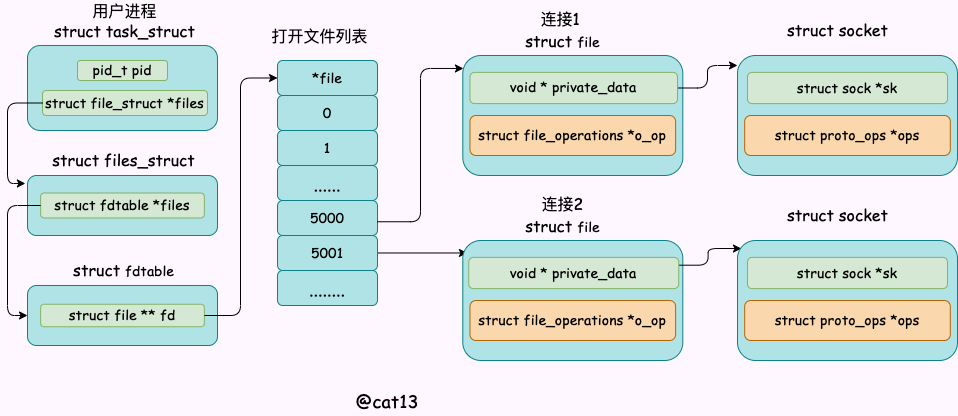 用户进程
struct task_struct
pid_t pid
struct file_struct *files
struct files_struct
struct fdtable *files
struct fdtable
struct file ** fd
打开文件列表
*file
0
1
......
5000
5001
........
连接1
struct file
void * private_data
struct file_operations *o_op
struct socket
struct sock *sk
struct proto_ops *ops
连接2
struct file
void * private_data
struct file_operations *o_op
struct socket
struct sock *sk
struct proto_ops *ops
@cat13